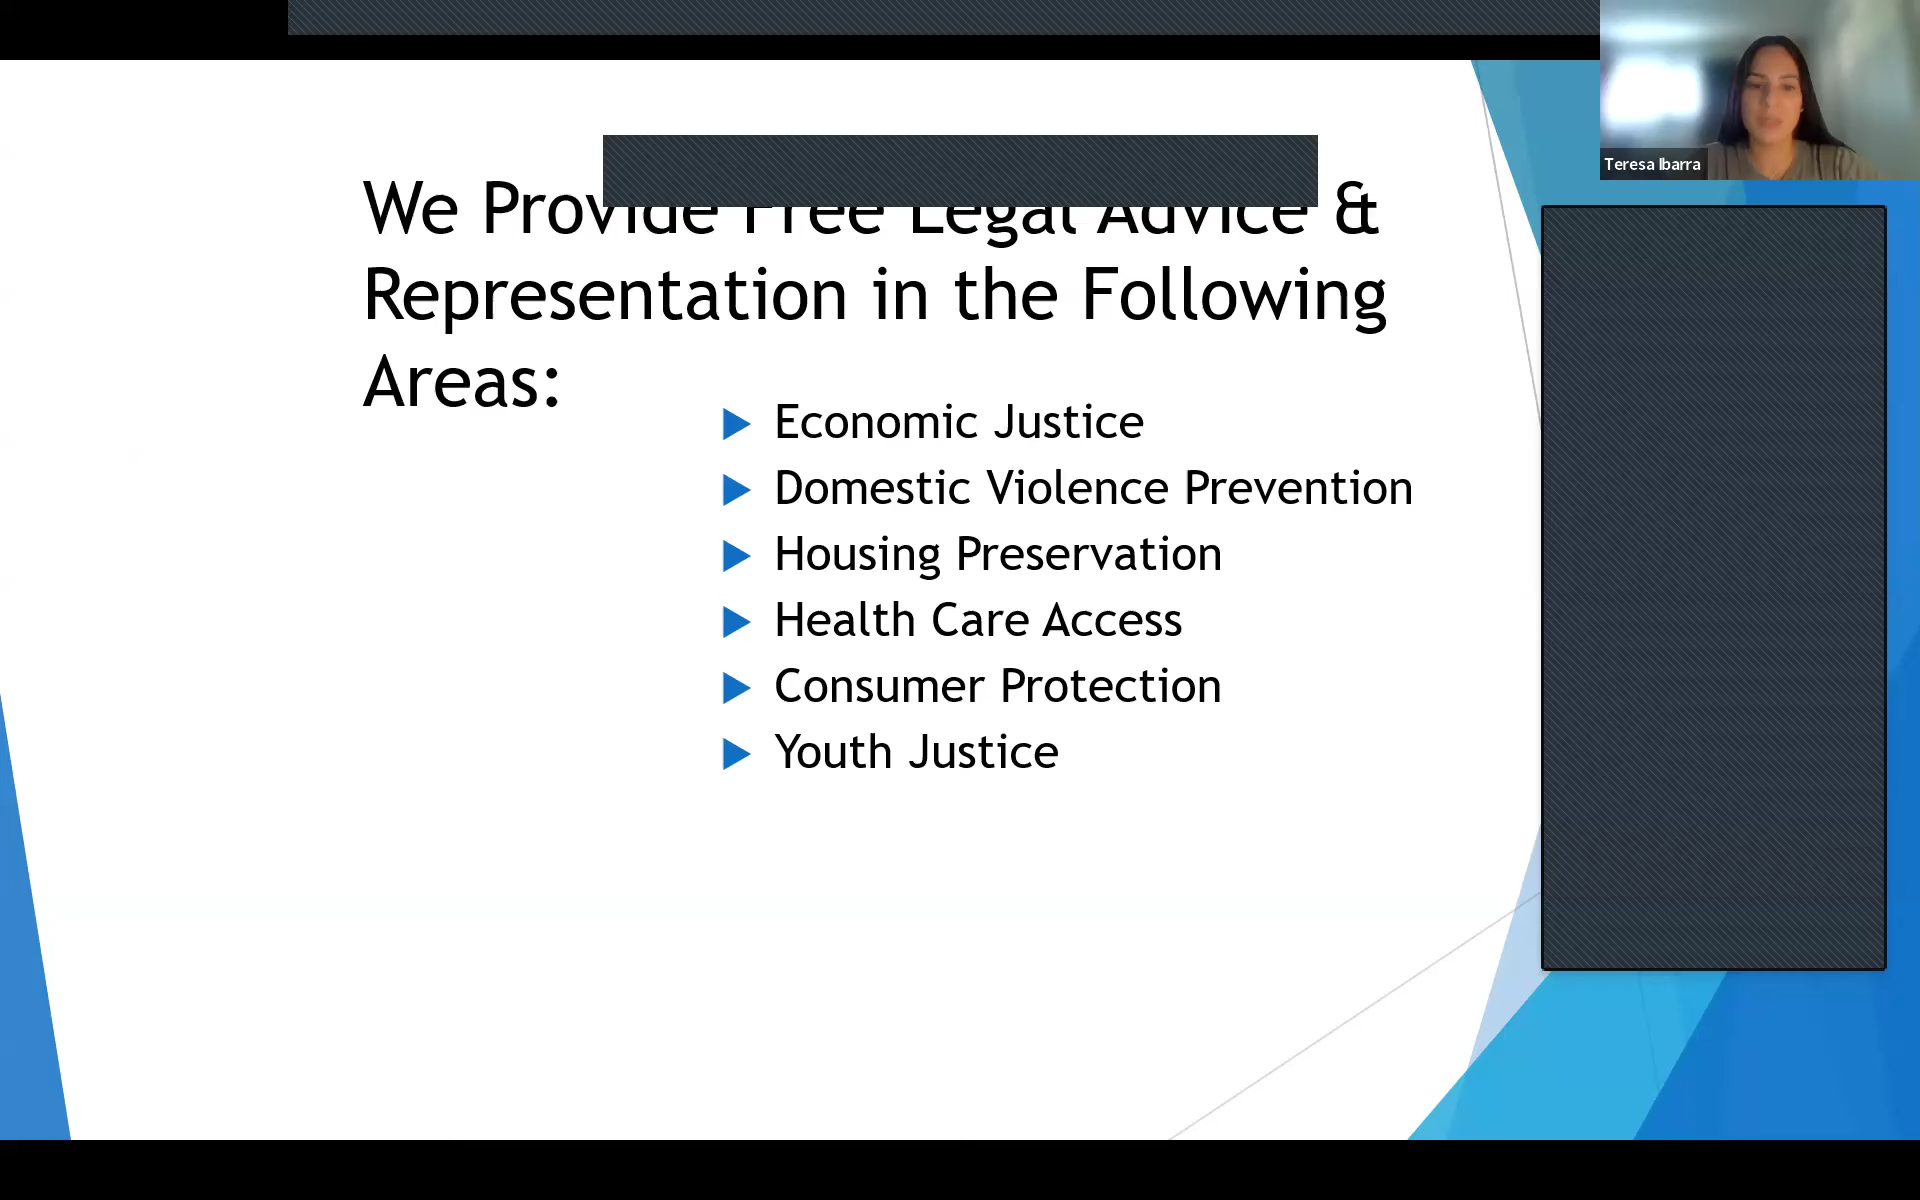 We Provide Free Legal Advice &
Representation in the Following
Areas:
Economic Justice
Domestic Violence Prevention
Housing Preservation
Health Care Access
Consumer Protection
Youth Justice
Teresa Ibarra